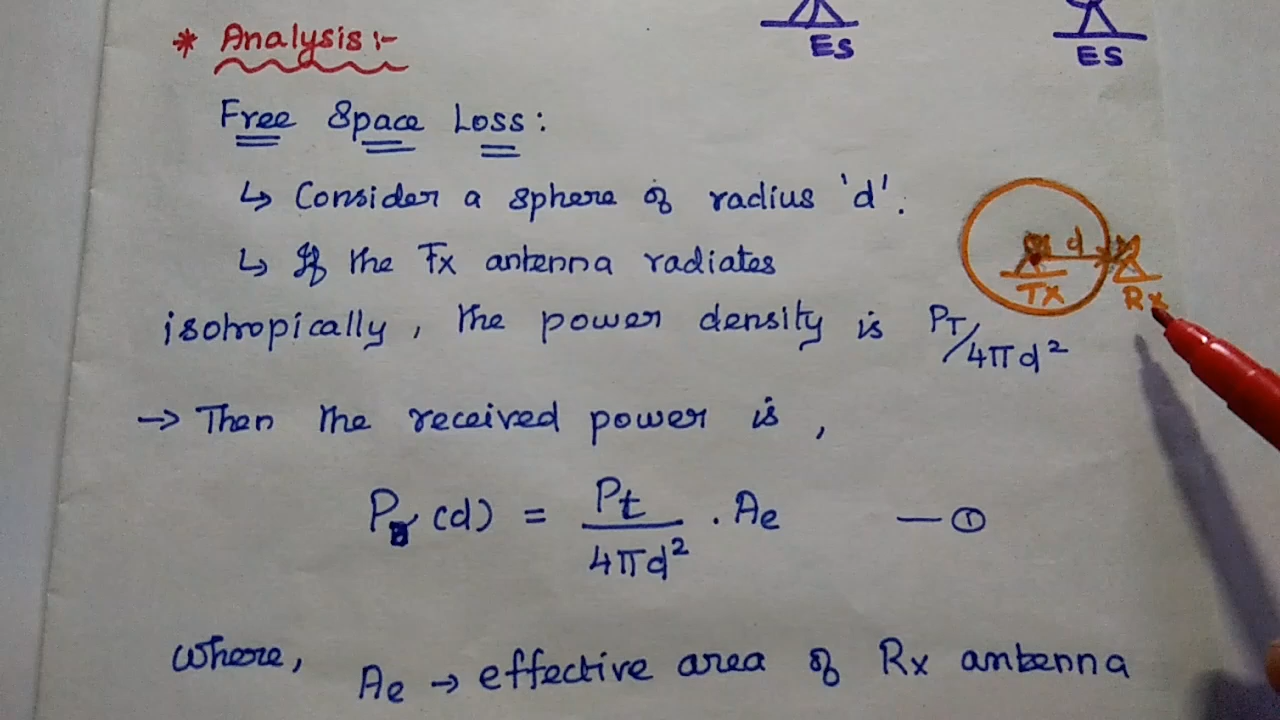 ES ES
* Analysis :-
Free Space Loss :
↳ Consider a sphere of radius 'd'.
↳ If the Tx antenna radiates
d
TX
Rx
isotropically, the power density is PT/4πd²
→ Then the received power is,
Pr(d) = Pt/4πd² . Ae — ①
where,
Ae → effective area of Rx antenna